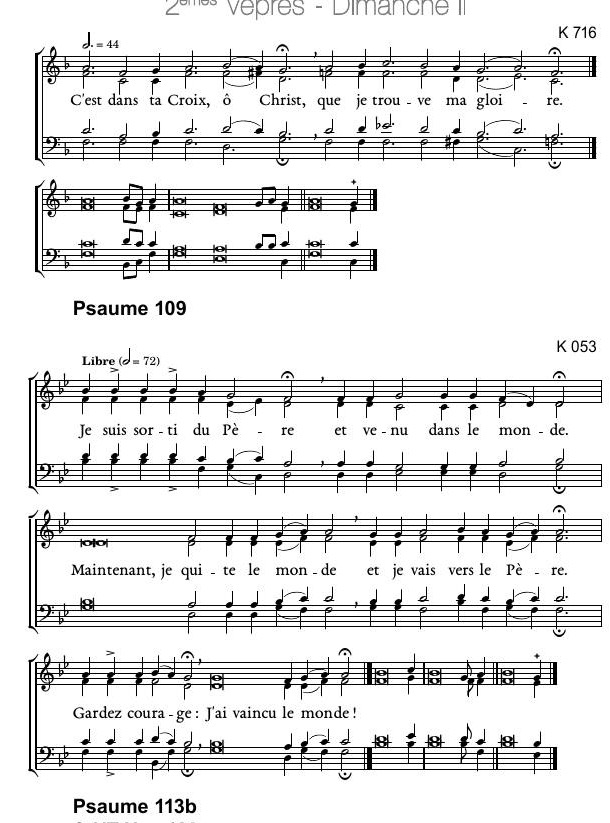 2èmes Vêpres - Dimanche II
K 716
= 44
C'est dans ta Croix, ô Christ, que je trou - ve ma gloi - re.
Psaume 109
K 053
Libre (= 72)
Je suis sor - ti du Pè - re et ve - nu dans le mon - de.
Maintenant, je qui - te le mon - de et je vais vers le Pè - re.
Gardez coura - ge : J'ai vaincu le monde !
Psaume 113b